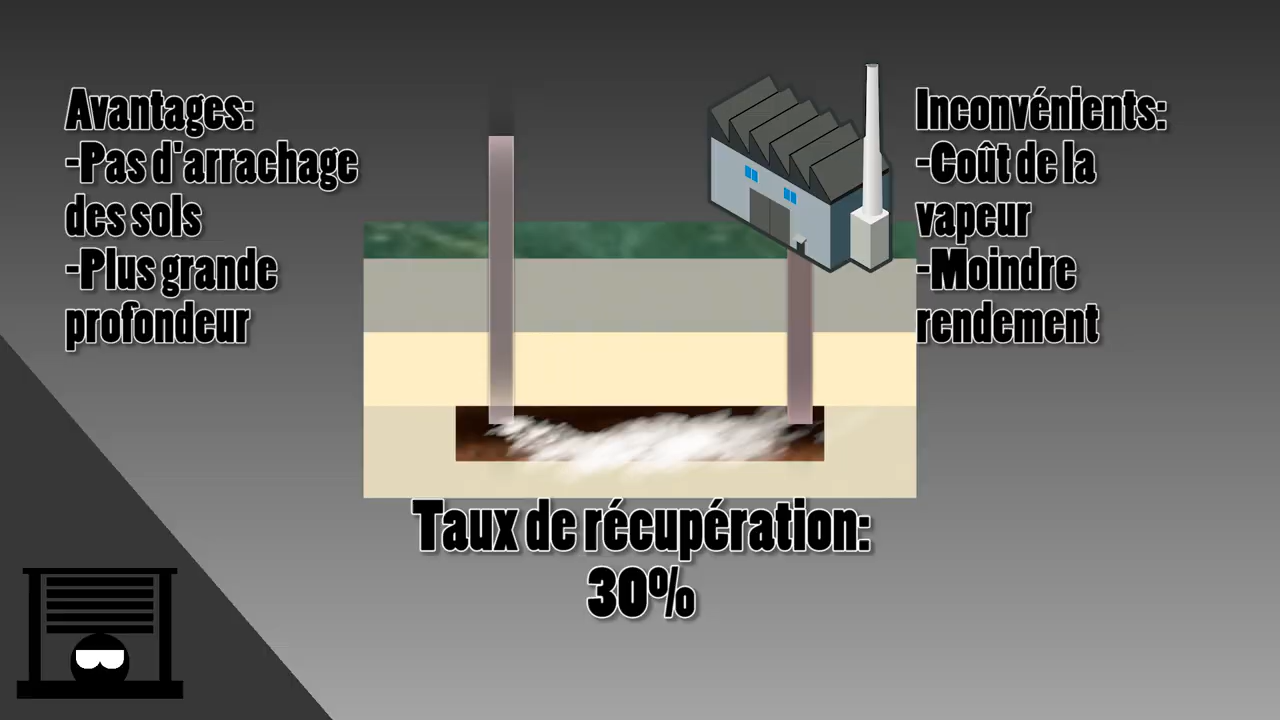 Avantages:
-Pas d'arrachage
des sols
-Plus grande
profondeur
Inconvénients:
-Coût de la
vapeur
-Moindre
rendement
Taux de récupération:
30%